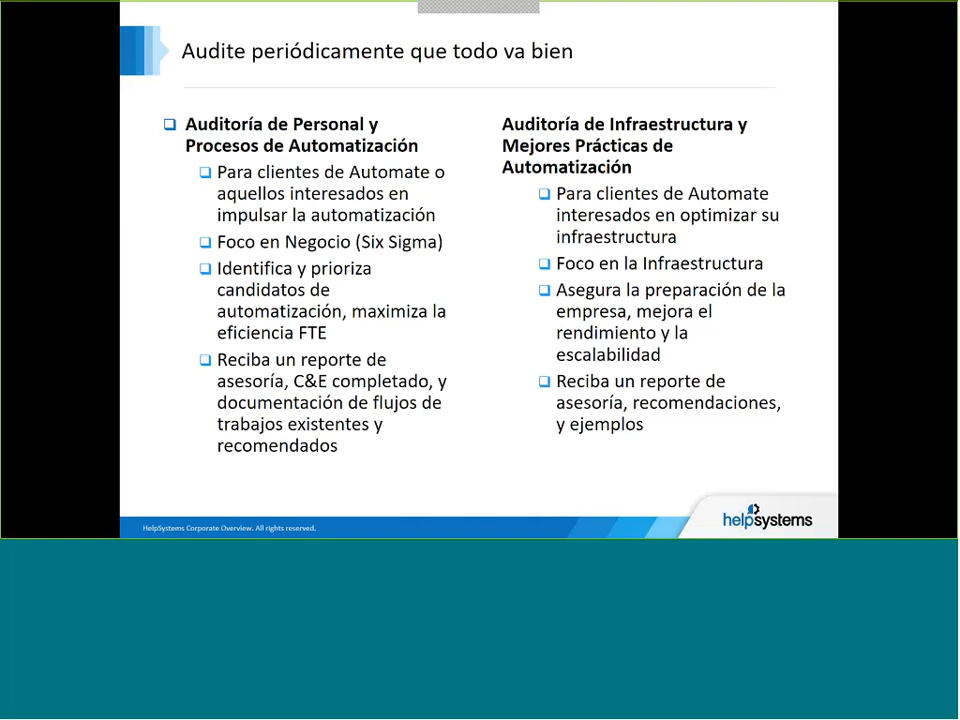 Audite periódicamente que todo va bien
Auditoría de Personal y
Procesos de Automatización
Para clientes de Automate o
aquellos interesados en
impulsar la automatización
Foco en Negocio (Six Sigma)
Identifica y prioriza
candidatos de
automatización, maximiza la
eficiencia FTE
Reciba un reporte de
asesoría, C&E completado, y
documentación de flujos de
trabajos existentes y
recomendados
Auditoría de Infraestructura y
Mejores Prácticas de
Automatización
Para clientes de Automate
interesados en optimizar su
infraestructura
Foco en la Infraestructura
Asegura la preparación de la
empresa, mejora el
rendimiento y la
escalabilidad
Reciba un reporte de
asesoría, recomendaciones,
y ejemplos
HelpSystems Corporate Overview. All rights reserved.
helpsystems